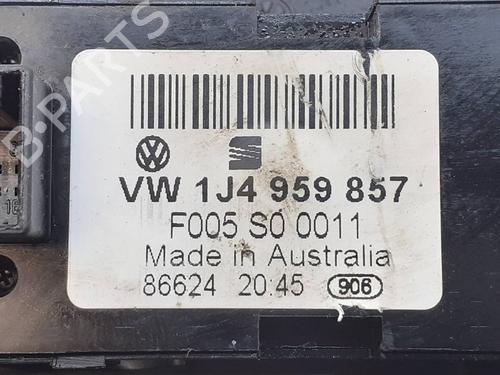 B-PARTS
VW 1J4 959 857
F005 S0 0011
Made in Australia
86624 20:45 906